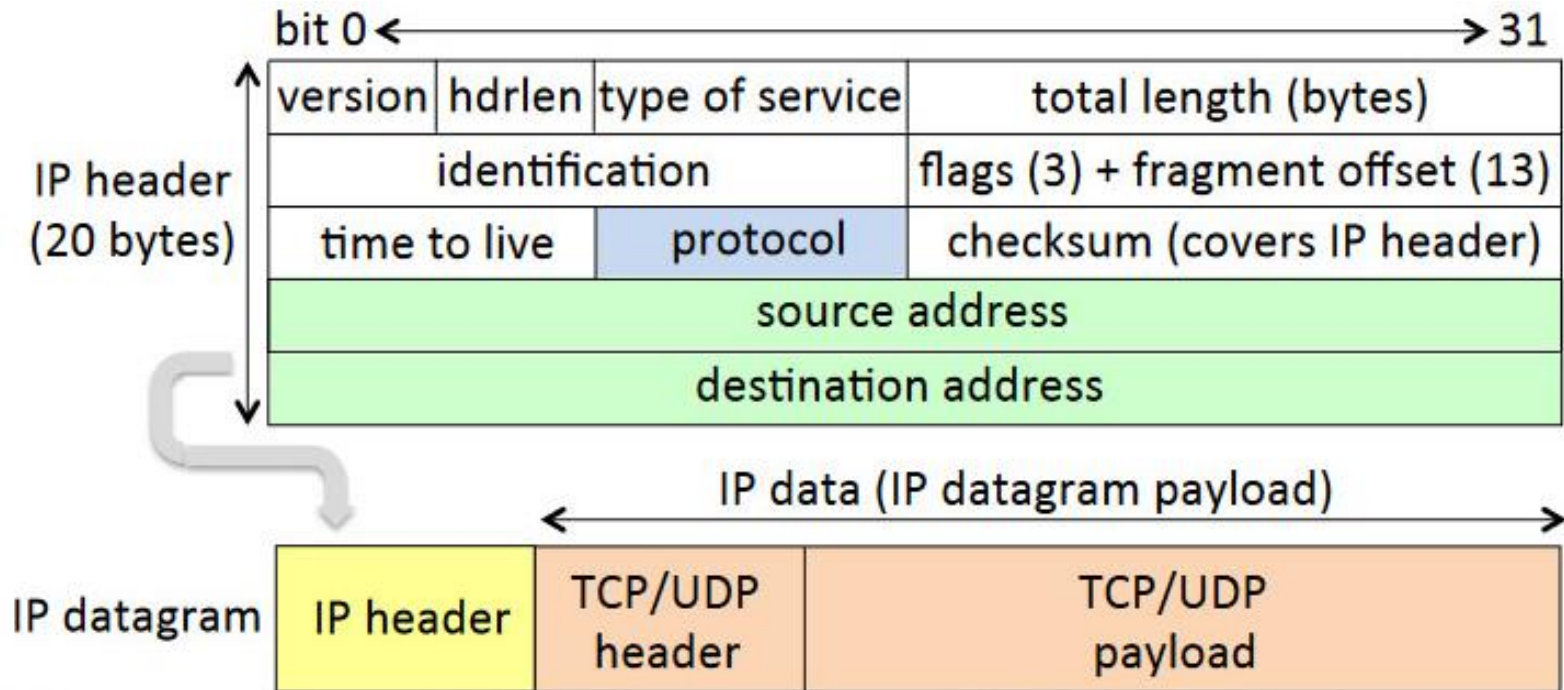 bit 0 31
version hdrlen type of service total length (bytes)
identification flags (3) + fragment offset (13)
IP header
(20 bytes)
time to live protocol checksum (covers IP header)
source address
destination address
IP data (IP datagram payload)
IP datagram
IP header
TCP/UDP
header
TCP/UDP
payload